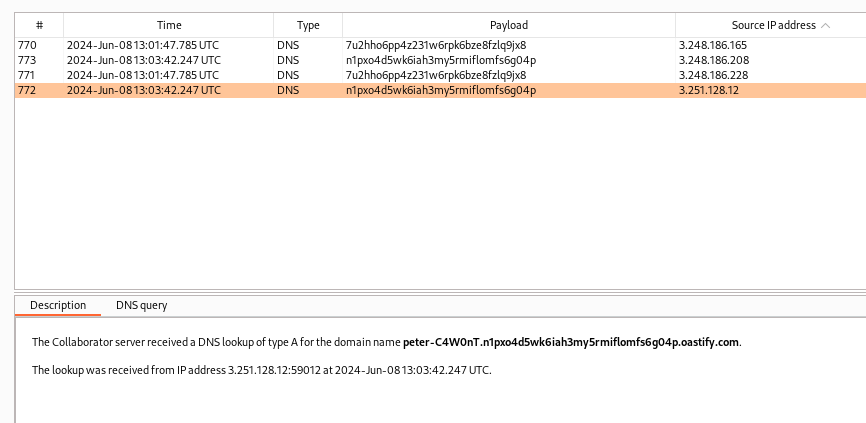 # Time Type Payload Source IP address
770 2024-Jun-08 13:01:47.785 UTC DNS 7u2hho6pp4z231w6rpk6bze8fzlq9jx8 3.248.186.165
773 2024-Jun-08 13:03:42.247 UTC DNS n1pxo4d5wk6iah3my5rmiflomfs6g04p 3.248.186.208
771 2024-Jun-08 13:01:47.785 UTC DNS 7u2hho6pp4z231w6rpk6bze8fzlq9jx8 3.248.186.228
772 2024-Jun-08 13:03:42.247 UTC DNS n1pxo4d5wk6iah3my5rmiflomfs6g04p 3.251.128.12
Description DNS query
The Collaborator server received a DNS lookup of type A for the domain name peter-C4W0nT.n1pxo4d5wk6iah3my5rmiflomfs6g04p.oastify.com.
The lookup was received from IP address 3.251.128.12:59012 at 2024-Jun-08 13:03:42.247 UTC.